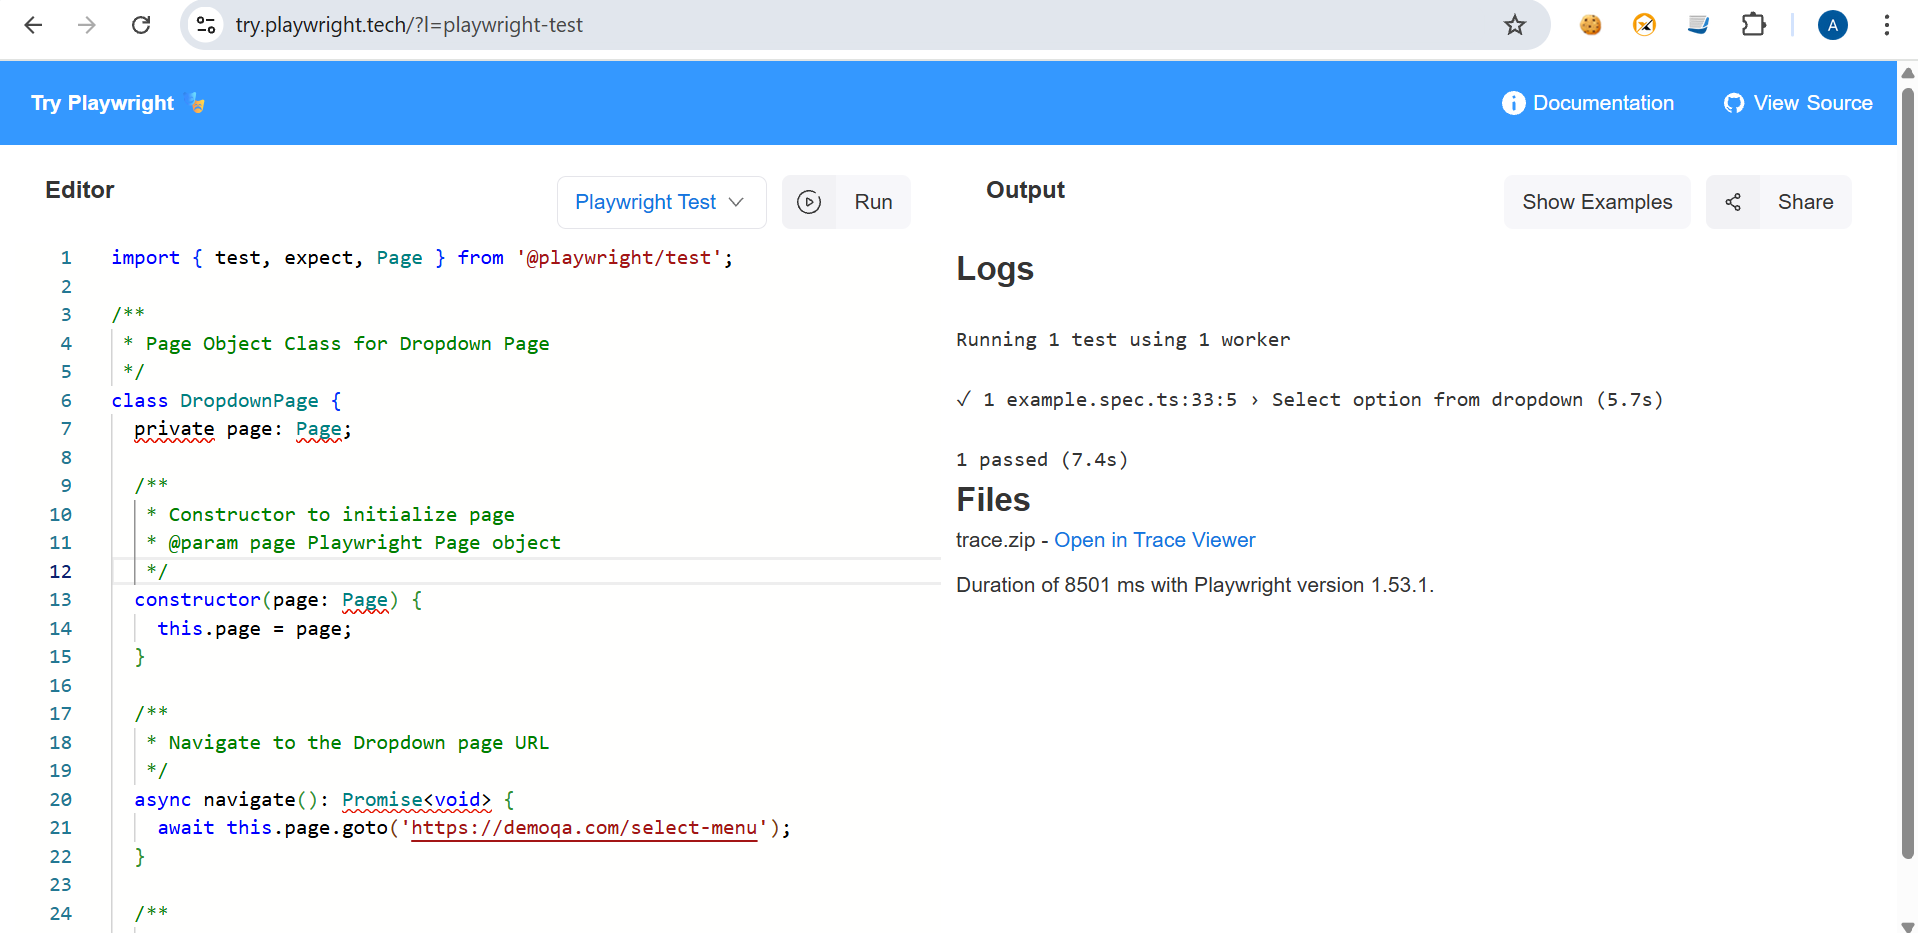 try.playwright.tech/?l=playwright-test
A
Try Playwright
Documentation
View Source
Editor
Playwright Test
Run
1 import { test, expect, Page } from '@playwright/test';
2
3 /**
4 * Page Object Class for Dropdown Page
5 */
6 class DropdownPage {
7 private page: Page;
8
9 /**
10 * Constructor to initialize page
11 * @param page Playwright Page object
12 */
13 constructor(page: Page) {
14 this.page = page;
15 }
16
17 /**
18 * Navigate to the Dropdown page URL
19 */
20 async navigate(): Promise<void> {
21 await this.page.goto('https://demoqa.com/select-menu');
22 }
23
24 /**
Output
Show Examples
Share
Logs
Running 1 test using 1 worker
✓ 1 example.spec.ts:33:5 › Select option from dropdown (5.7s)
1 passed (7.4s)
Files
trace.zip - Open in Trace Viewer
Duration of 8501 ms with Playwright version 1.53.1.